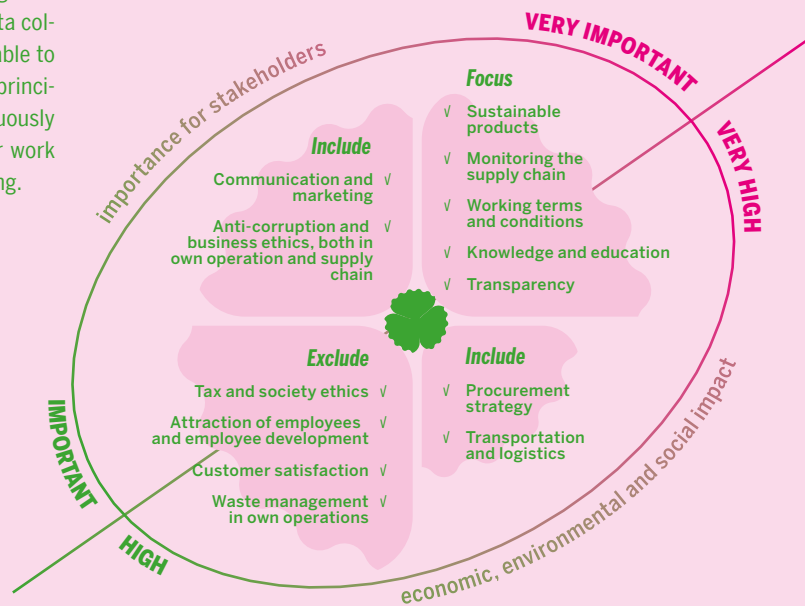 ta col-
able to
princi-
uously
r work
ng.
importance for stakeholders
VERY IMPORTANT
VERY HIGH
Focus
√ Sustainable
products
√ Monitoring the
supply chain
√ Working terms
and conditions
√ Knowledge and education
√ Transparency
Include
Communication and √
marketing
Anti-corruption and √
business ethics, both in
own operation and supply
chain
Exclude
Tax and society ethics √
Attraction of employees √
and employee development
Customer satisfaction √
Waste management √
in own operations
Include
√ Procurement
strategy
√ Transportation
and logistics
IMPORTANT
HIGH
economic, environmental and social impact